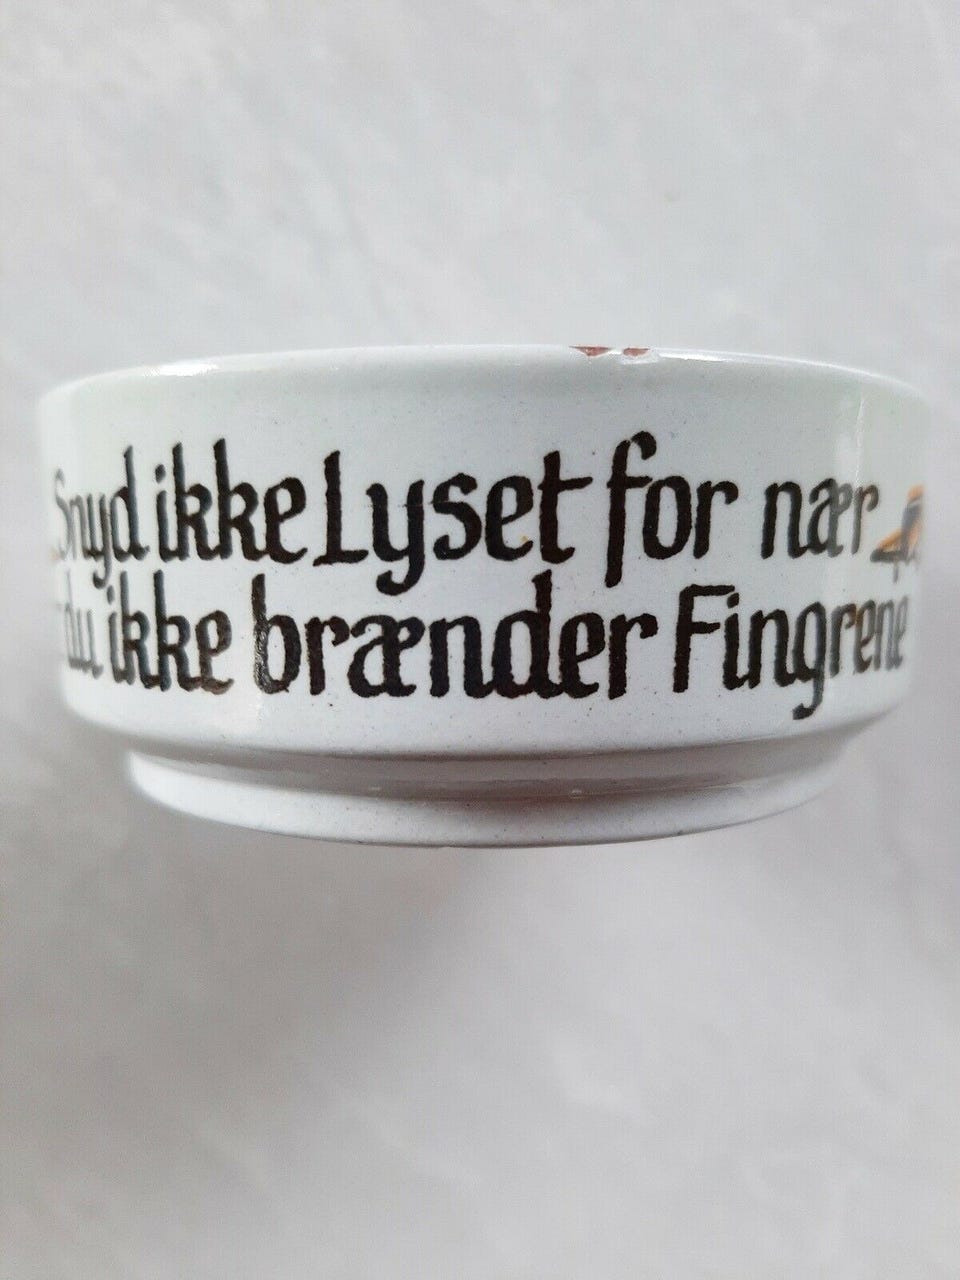 Snyd ikke Lyset for nær
du ikke brænder Fingrene